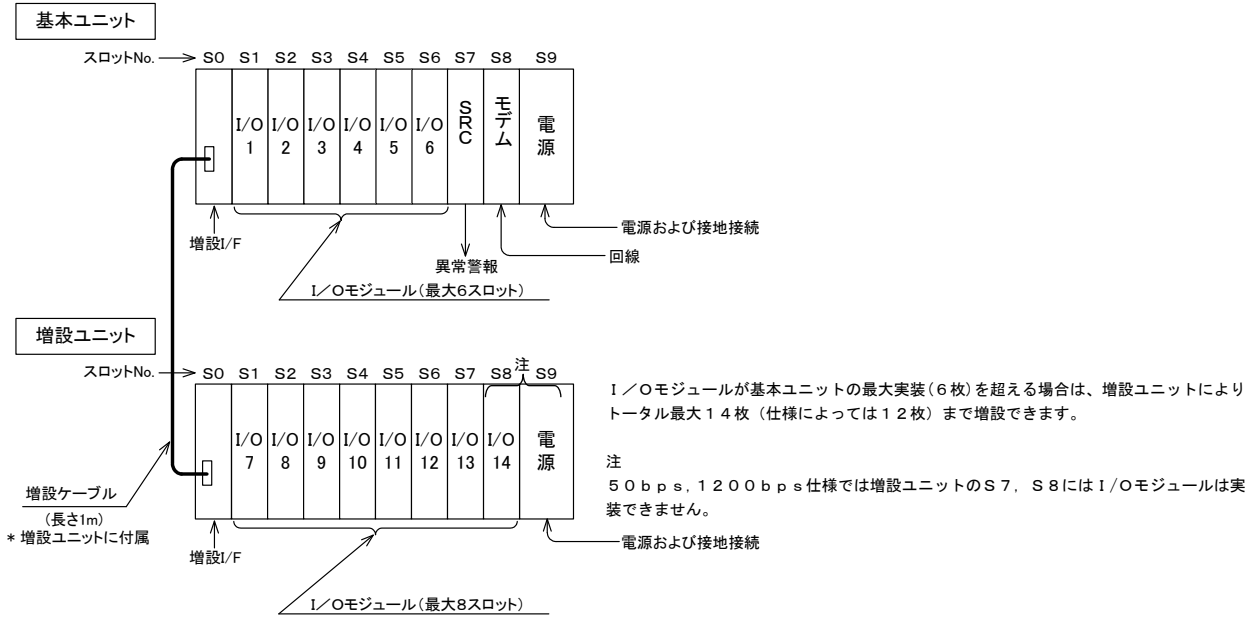 基本ユニット
スロットNo. S0 S1 S2 S3 S4 S5 S6 S7 S8 S9
I/O 1
I/O 2
I/O 3
I/O 4
I/O 5
I/O 6
SRC
モデム
電源
増設I/F
電源および接地接続
回線
異常警報
I/Oモジュール(最大6スロット)
増設ユニット
注
スロットNo. S0 S1 S2 S3 S4 S5 S6 S7 S8 S9
I/O 7
I/O 8
I/O 9
I/O 10
I/O 11
I/O 12
I/O 13
I/O 14
電源
I/Oモジュールが基本ユニットの最大実装(6枚)を超える場合は、増設ユニットにより
トータル最大14枚(仕様によっては12枚)まで増設できます。
注
50bps,1200bps仕様では増設ユニットのS7, S8にはI/Oモジュールは実
装できません。
増設ケーブル
(長さ1m)
*増設ユニットに付属
増設I/F
電源および接地接続
I/Oモジュール(最大8スロット)